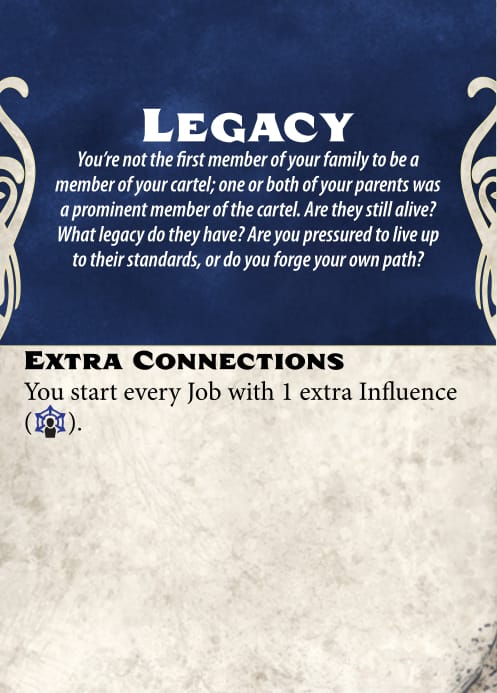 LEGACY
You're not the first member of your family to be a
member of your cartel; one or both of your parents was
a prominent member of the cartel. Are they still alive?
What legacy do they have? Are you pressured to live up
to their standards, or do you forge your own path?
EXTRA CONNECTIONS
You start every Job with 1 extra Influence
().